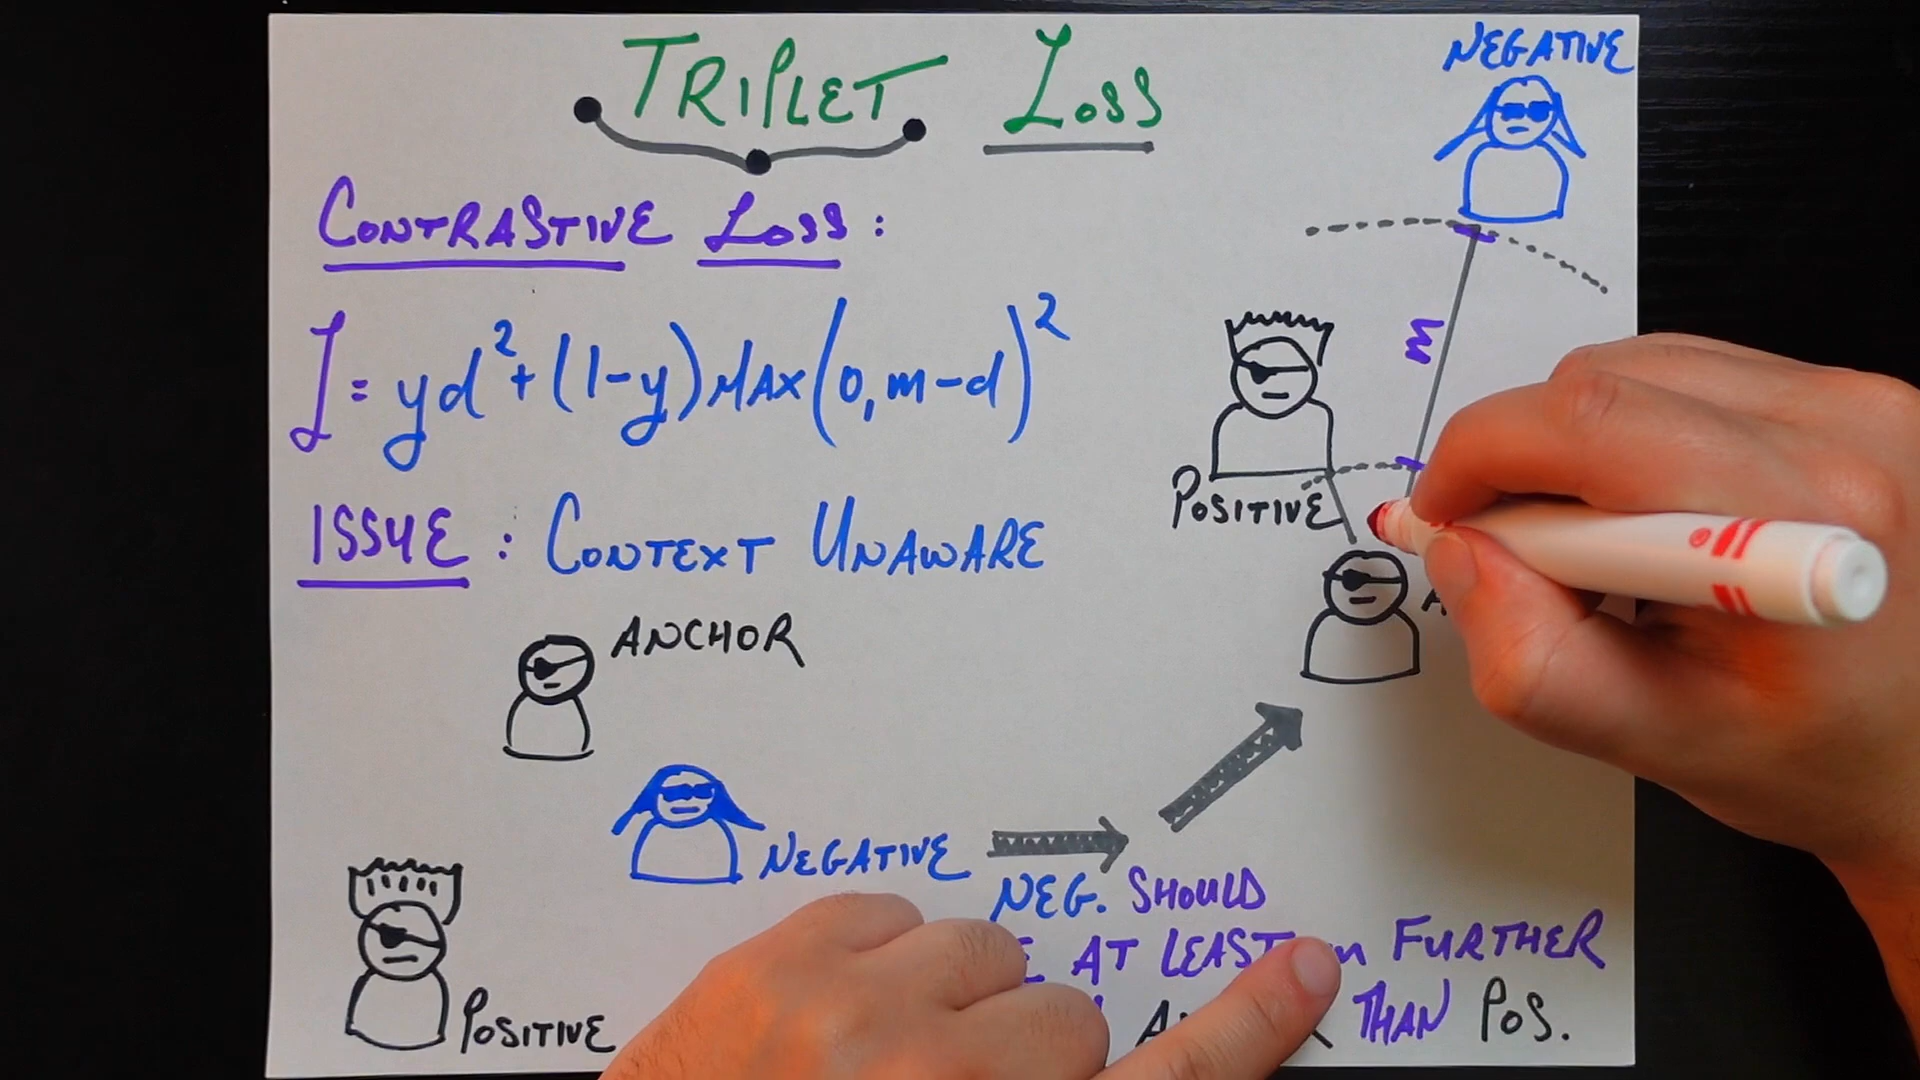 TRIPLET LOSS
CONTRASTIVE LOSS:
L = yd² + (1-y) MAX(0, m-d)²
ISSUE: CONTEXT UNAWARE
ANCHOR
NEGATIVE
POSITIVE
NEGATIVE
m
POSITIVE
NEG. SHOULD
AT LEAST m FURTHER
THAN POS.